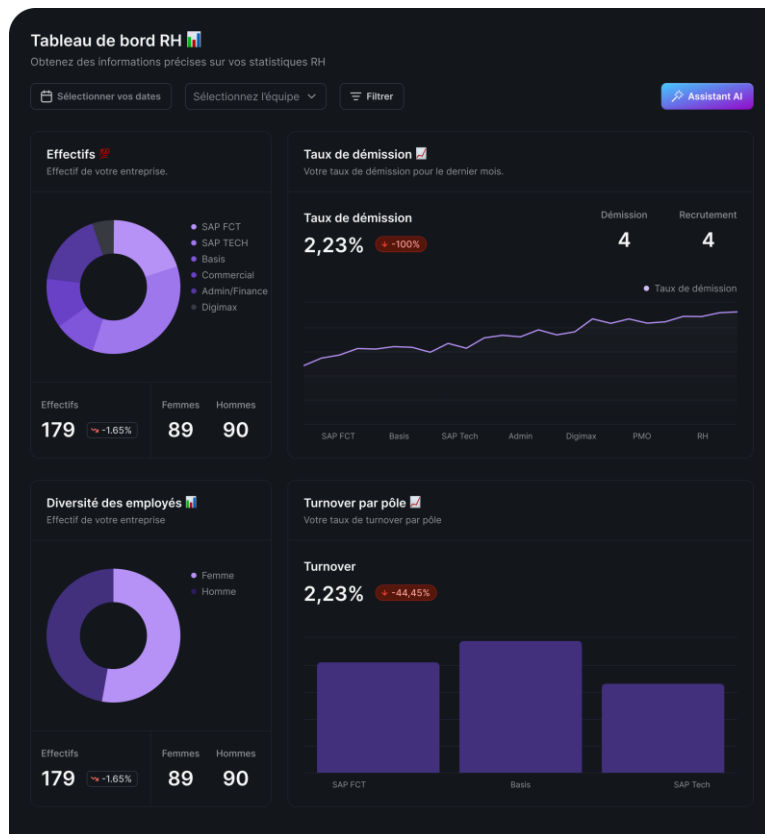 Tableau de bord RH 📊
Obtenez des informations précises sur vos statistiques RH
Sélectionner vos dates
Sélectionnez l'équipe
Filtrer
Assistant AI
Effectifs 💯
Effectif de votre entreprise.
SAP FCT
SAP TECH
Basis
Commercial
Admin/Finance
Digimax
Effectifs
179
-1.65%
Femmes
89
Hommes
90
Taux de démission 📈
Votre taux de démission pour le dernier mois.
Taux de démission
2,23%
-100%
Démission
4
Recrutement
4
Taux de démission
SAP FCT Basis SAP Tech Admin Digimax PMO RH
Diversité des employés 📊
Effectif de votre entreprise
Femme
Homme
Effectifs
179
-1.65%
Femmes
89
Hommes
90
Turnover par pôle 📈
Votre taux de turnover par pôle
Turnover
2,23%
-44,45%
SAP FCT Basis SAP Tech